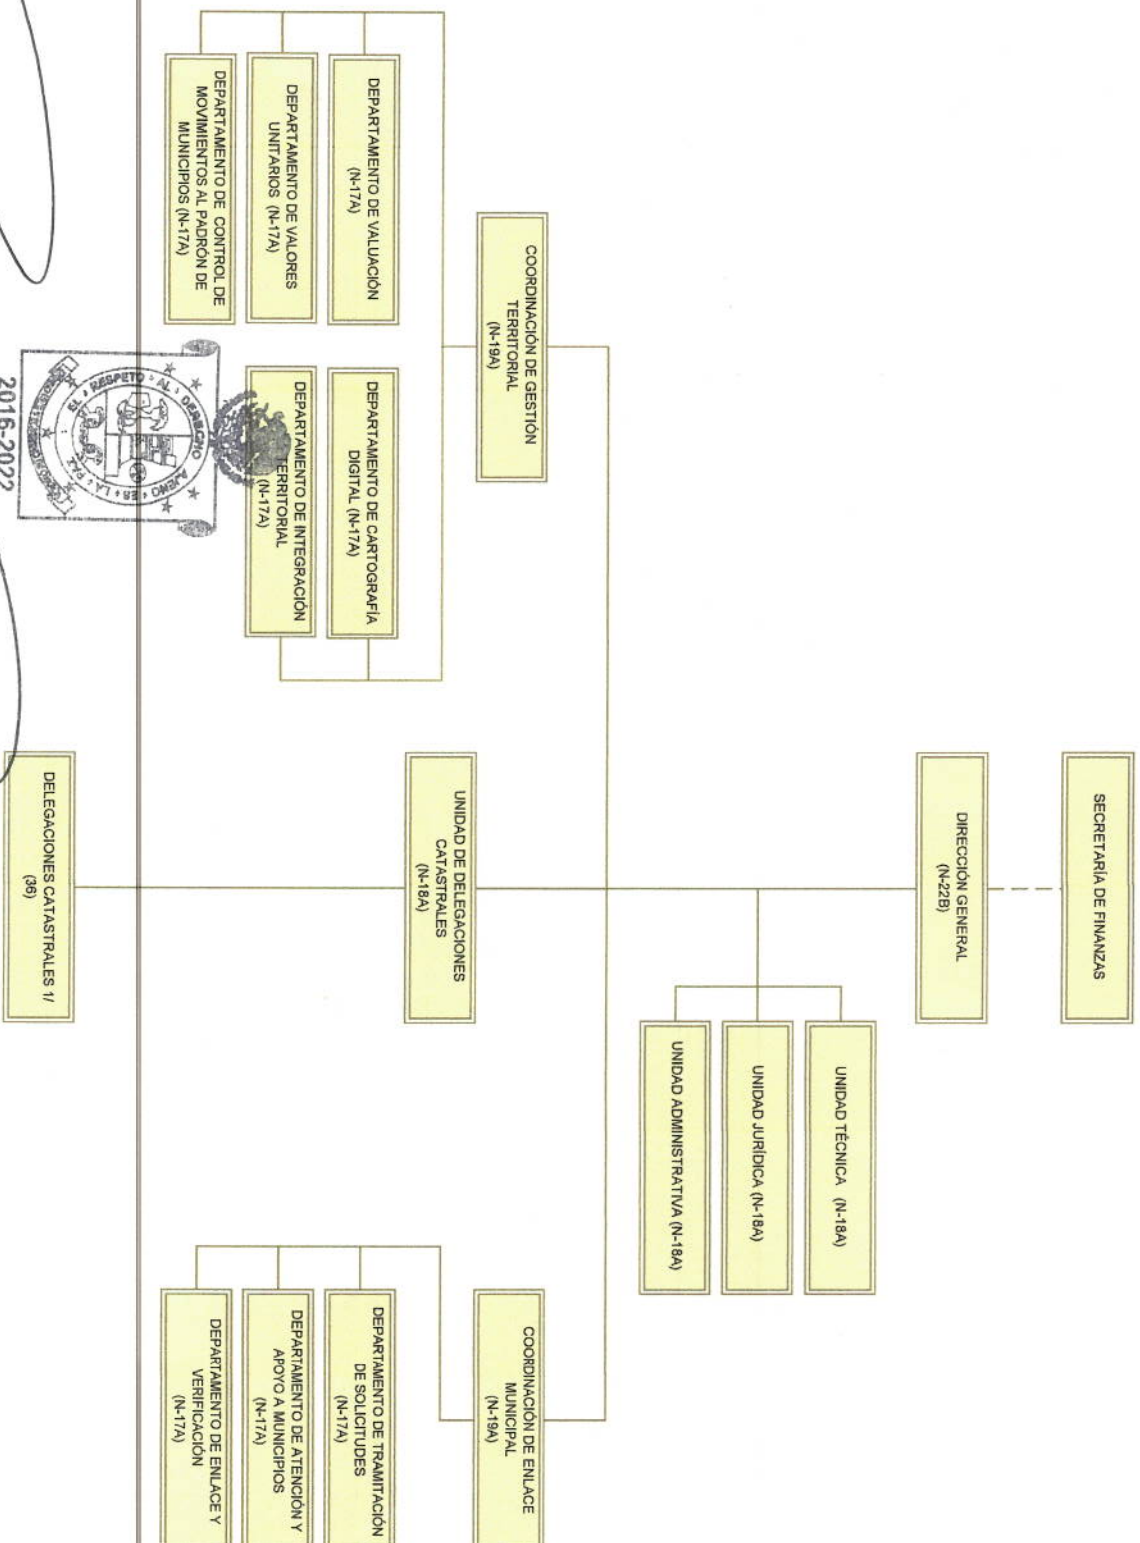 SECRETARÍA DE FINANZAS
DIRECCIÓN GENERAL
(N-22B)
UNIDAD TÉCNICA (N-18A)
UNIDAD JURÍDICA (N-18A)
UNIDAD ADMINISTRATIVA (N-18A)
COORDINACIÓN DE GESTIÓN
TERRITORIAL
(N-19A)
UNIDAD DE DELEGACIONES
CATASTRALES
(N-18A)
COORDINACIÓN DE ENLACE
MUNICIPAL
(N-19A)
DEPARTAMENTO DE VALUACIÓN
(N-17A)
DEPARTAMENTO DE CARTOGRAFÍA
DIGITAL (N-17A)
DEPARTAMENTO DE TRAMITACIÓN
DE SOLICITUDES
(N-17A)
DEPARTAMENTO DE VALORES
UNITARIOS (N-17A)
DEPARTAMENTO DE INTEGRACIÓN
TERRITORIAL
(N-17A)
DEPARTAMENTO DE ATENCIÓN Y
APOYO A MUNICIPIOS
(N-17A)
DEPARTAMENTO DE CONTROL DE
MOVIMIENTOS AL PADRÓN DE
MUNICIPIOS (N-17A)
DEPARTAMENTO DE ENLACE Y
VERIFICACIÓN
(N-17A)
EL RESPETO AL DERECHO AJENO ES LA PAZ
2016-2022
DELEGACIONES CATASTRALES 1/
(36)